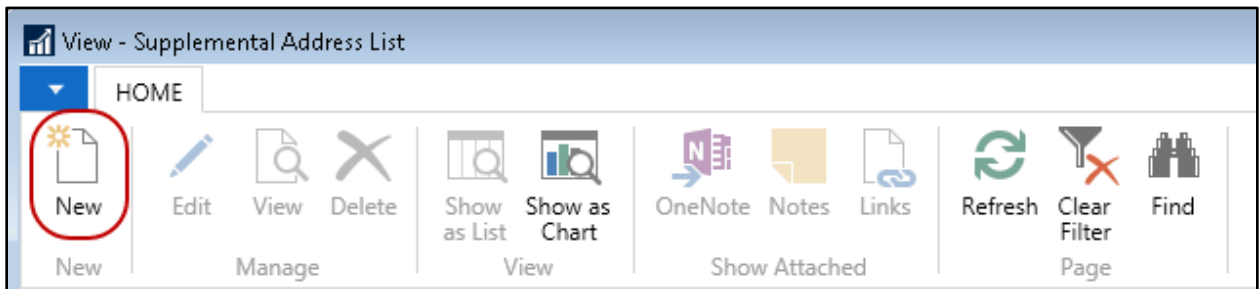 View - Supplemental Address List
HOME
New
Edit
View
Delete
Show
as List
Show as
Chart
OneNote
Notes
Links
Refresh
Clear
Filter
Find
New
Manage
View
Show Attached
Page